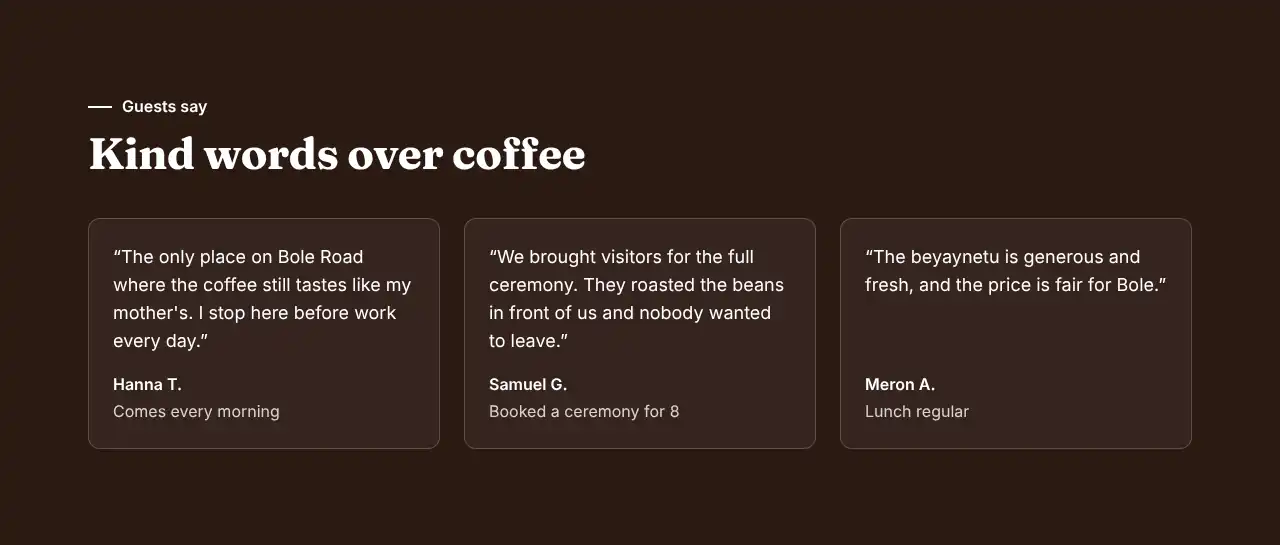 Guests say
Kind words over coffee
“The only place on Bole Road
where the coffee still tastes like my
mother's. I stop here before work
every day.”
Hanna T.
Comes every morning
“We brought visitors for the full
ceremony. They roasted the beans
in front of us and nobody wanted
to leave.”
Samuel G.
Booked a ceremony for 8
“The beyaynetu is generous and
fresh, and the price is fair for Bole.”
Meron A.
Lunch regular